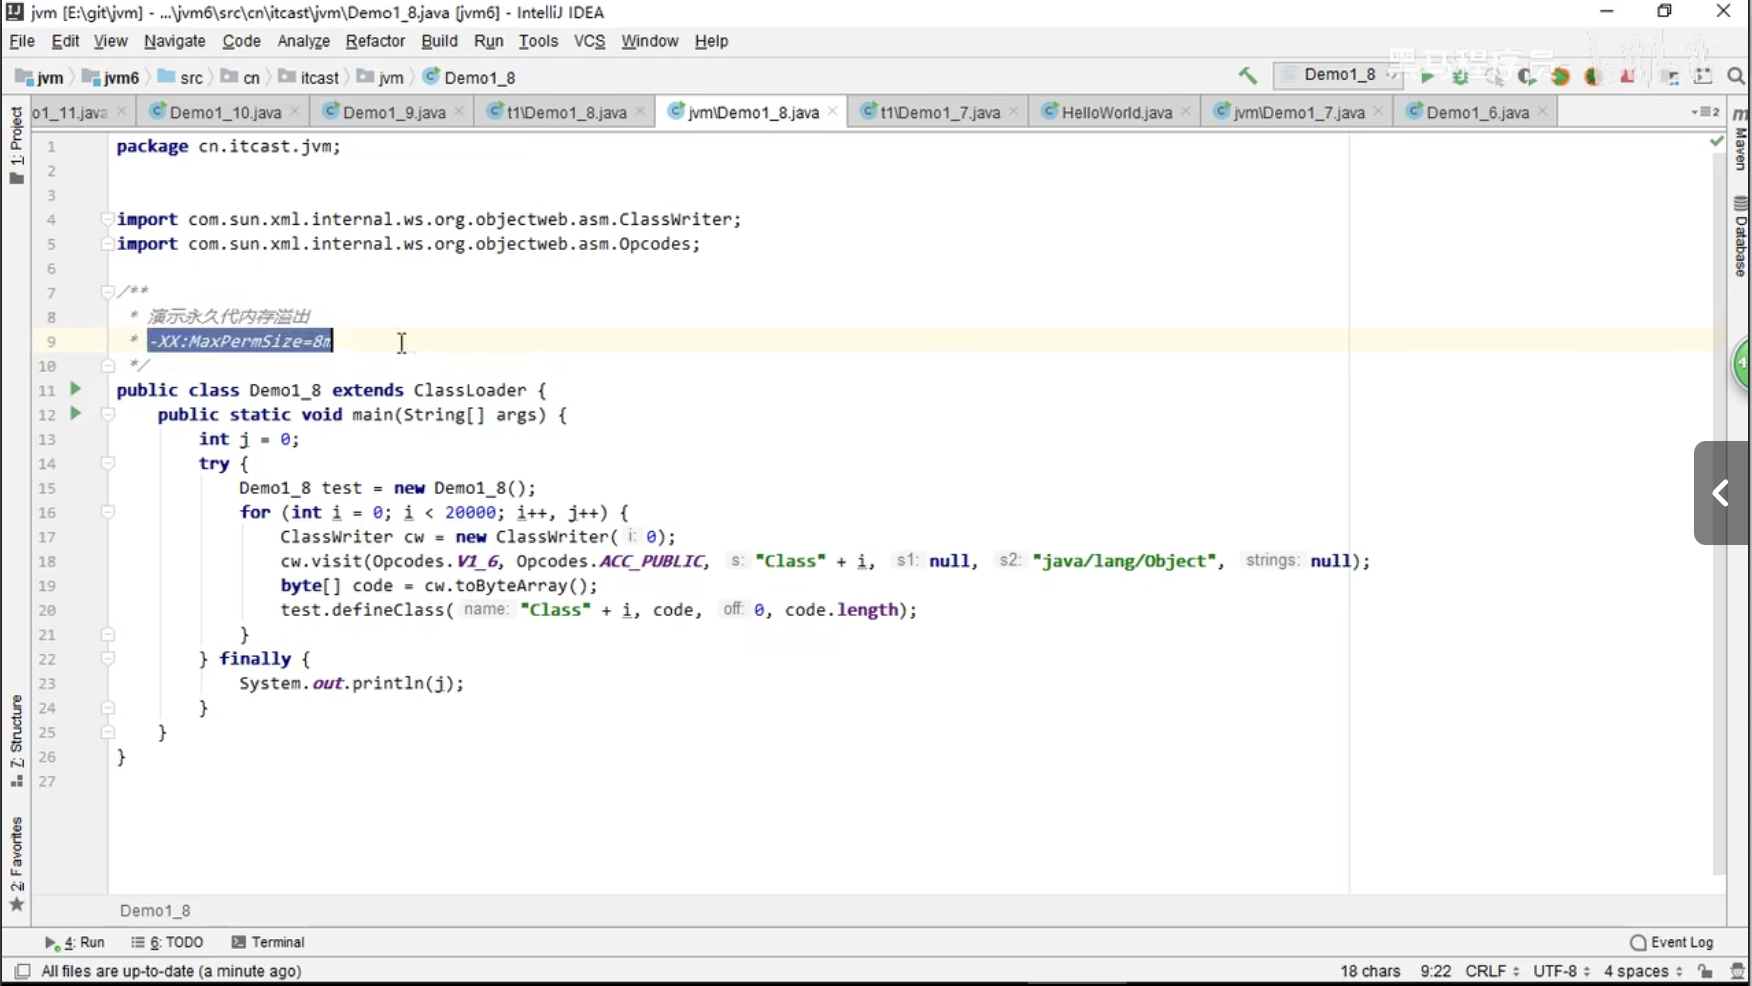 jvm [E:\git\jvm] - ...\jvm6\src\cn\itcast\jvm\Demo1_8.java [jvm6] - IntelliJ IDEA
File Edit View Navigate Code Analyze Refactor Build Run Tools VCS Window Help
jvm jvm6 src cn itcast jvm Demo1_8
Demo1_8
黑马程序员
o1_11.java Demo1_10.java Demo1_9.java t1\Demo1_8.java jvm\Demo1_8.java t1\Demo1_7.java HelloWorld.java jvm\Demo1_7.java Demo1_6.java 2
1: Project
7: Structure
2: Favorites
Maven
Database
4
1 package cn.itcast.jvm;
2
3
4 import com.sun.xml.internal.ws.org.objectweb.asm.ClassWriter;
5 import com.sun.xml.internal.ws.org.objectweb.asm.Opcodes;
6
7 /**
8 * 演示永久代内存溢出
9 * -XX:MaxPermSize=8m
10 */
11 public class Demo1_8 extends ClassLoader {
12 public static void main(String[] args) {
13 int j = 0;
14 try {
15 Demo1_8 test = new Demo1_8();
16 for (int i = 0; i < 20000; i++, j++) {
17 ClassWriter cw = new ClassWriter( i: 0);
18 cw.visit(Opcodes.V1_6, Opcodes.ACC_PUBLIC, s: "Class" + i, s1: null, s2: "java/lang/Object", strings: null);
19 byte[] code = cw.toByteArray();
20 test.defineClass( name: "Class" + i, code, off: 0, code.length);
21 }
22 } finally {
23 System.out.println(j);
24 }
25 }
26 }
27
Demo1_8
4: Run 6: TODO Terminal Event Log
All files are up-to-date (a minute ago) 18 chars 9:22 CRLF UTF-8 4 spaces